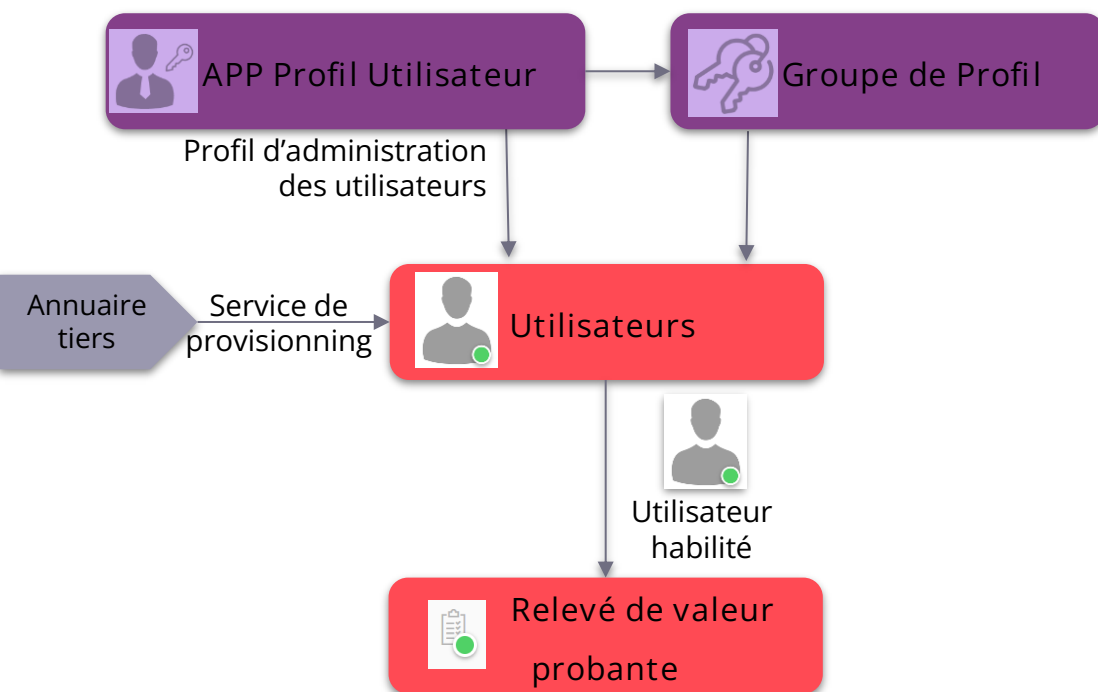 APP Profil Utilisateur
Groupe de Profil
Profil d’administration
des utilisateurs
Annuaire
tiers
Service de
provisionning
Utilisateurs
Utilisateur
habilité
Relevé de valeur
probante